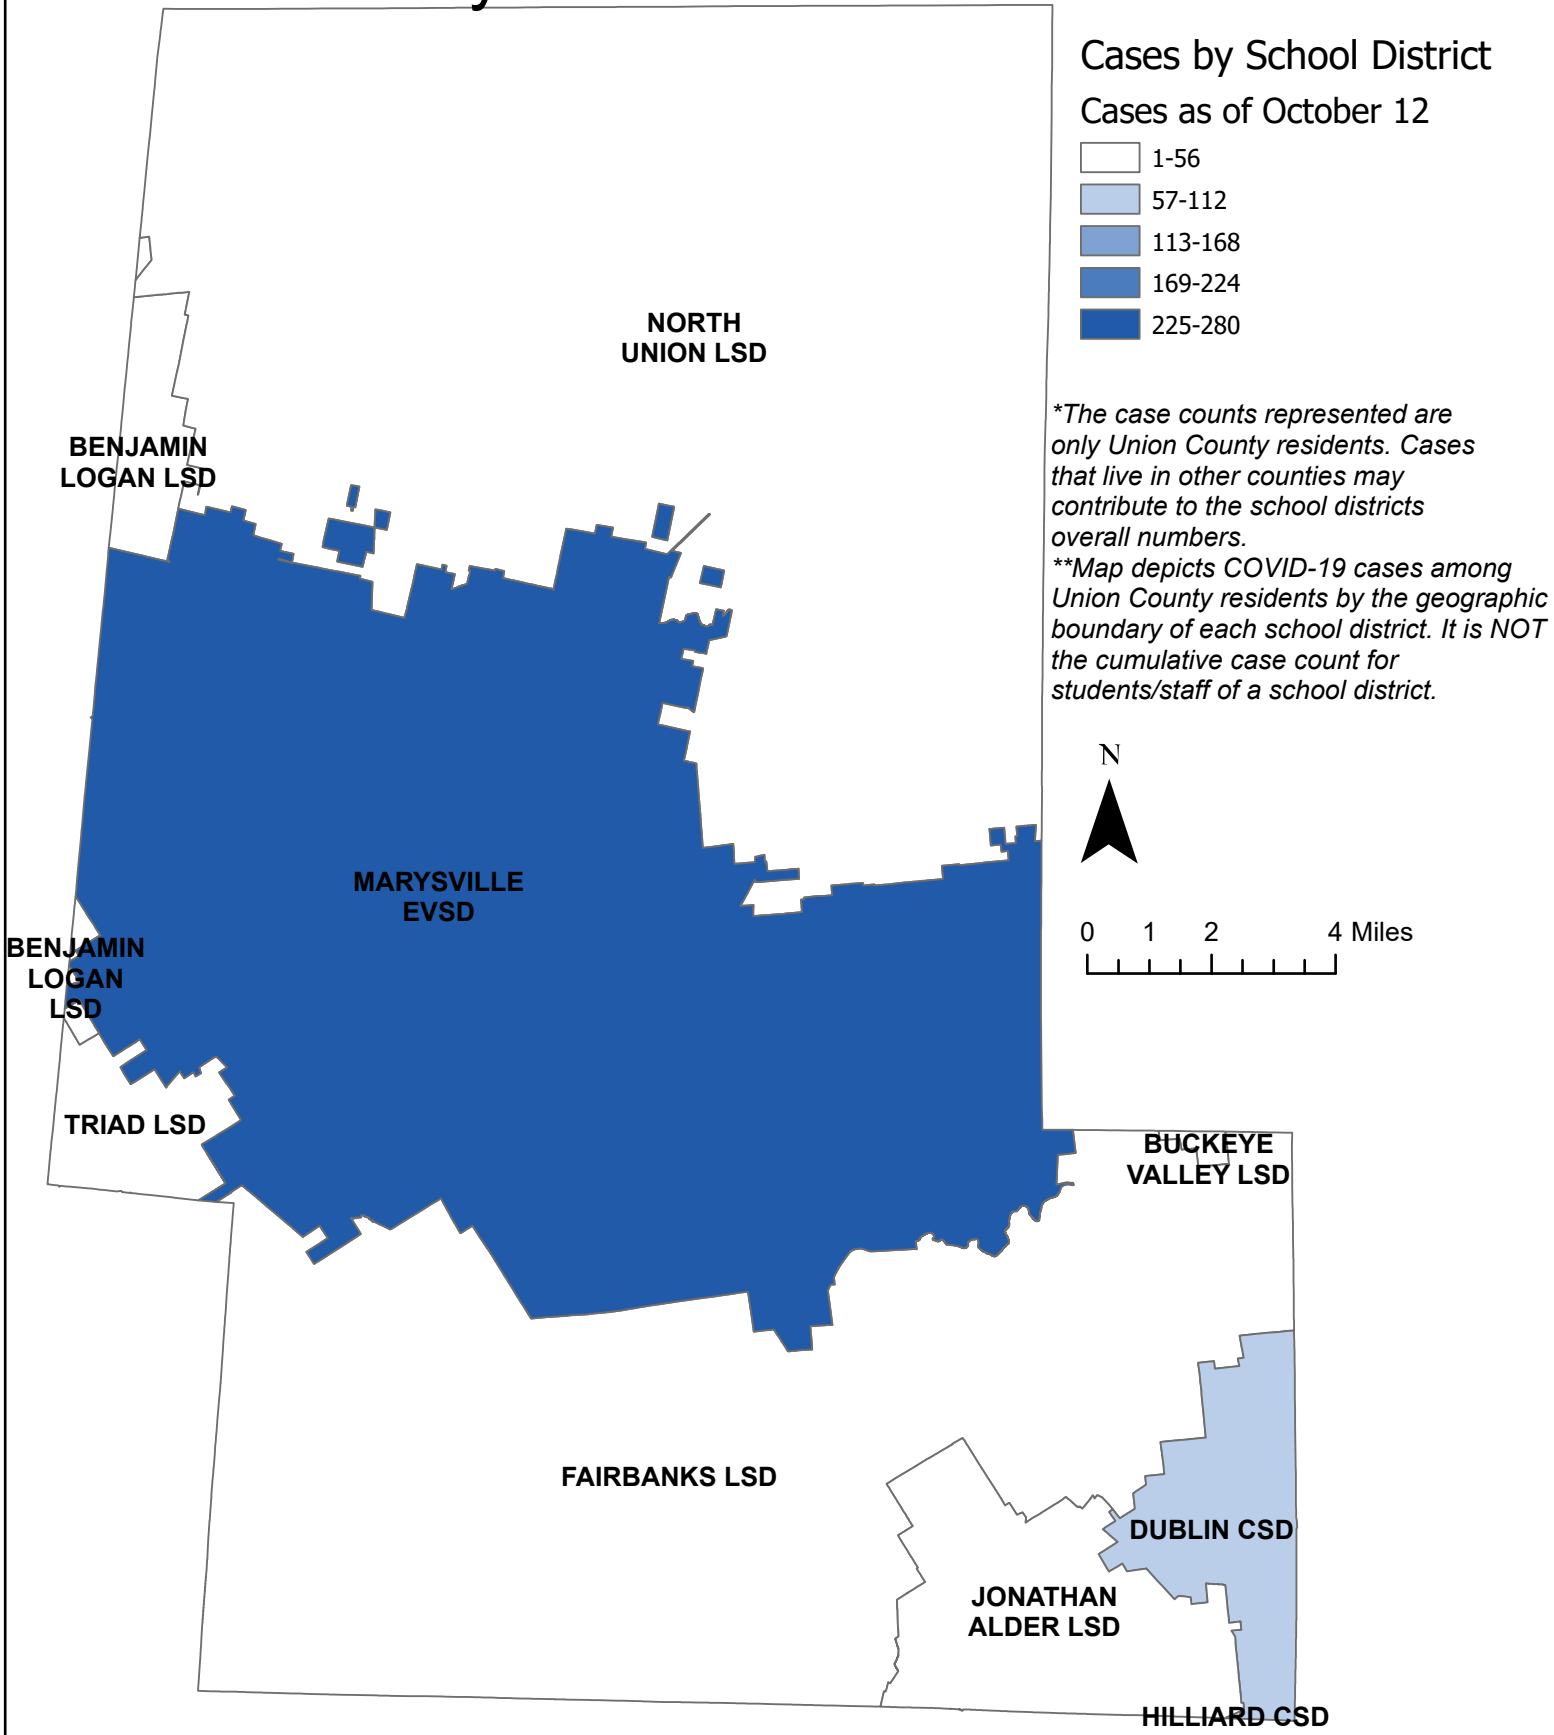 Cases by School District
Cases as of October 12
1-56
57-112
113-168
169-224
225-280
NORTH
UNION LSD
*The case counts represented are
only Union County residents. Cases
that live in other counties may
contribute to the school districts
overall numbers.
**Map depicts COVID-19 cases among
Union County residents by the geographic
boundary of each school district. It is NOT
the cumulative case count for
students/staff of a school district.
BENJAMIN
LOGAN LSD
N
MARYSVILLE
EVSD
0 1 2 4 Miles
BENJAMIN
LOGAN
LSD
TRIAD LSD
BUCKEYE
VALLEY LSD
FAIRBANKS LSD
DUBLIN CSD
JONATHAN
ALDER LSD
HILLIARD CSD